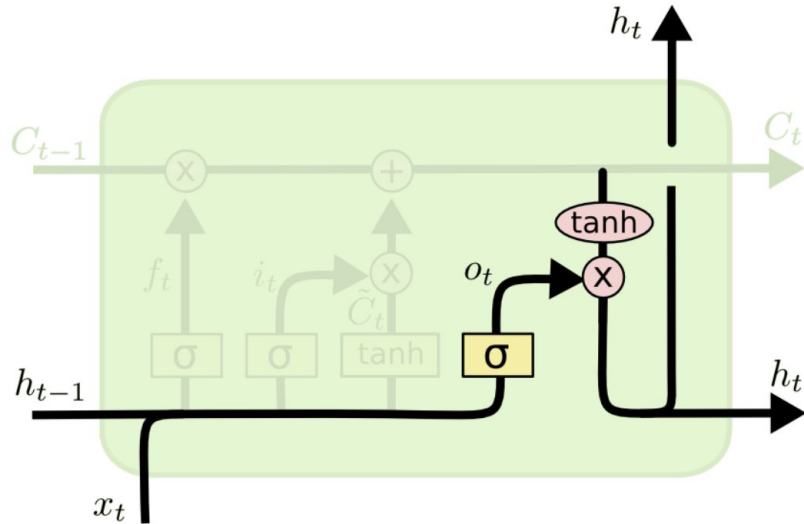 h_t
C_{t-1}
C_t
x
+
tanh
f_t
i_t
x
o_t
x
C̃_t
σ
σ
tanh
σ
h_{t-1}
h_t
x_t